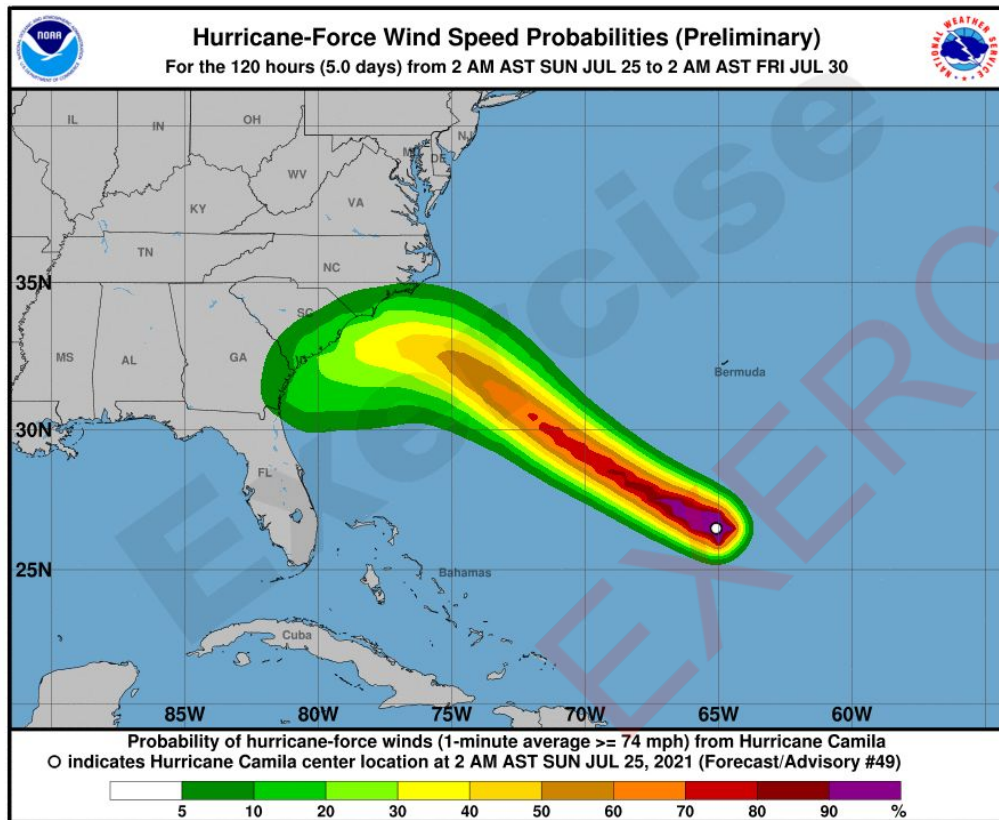 NOAA
NATIONAL WEATHER SERVICE
Hurricane-Force Wind Speed Probabilities (Preliminary)
For the 120 hours (5.0 days) from 2 AM AST SUN JUL 25 to 2 AM AST FRI JUL 30
IL
IN
OH
NJ
DE
WV
VA
KY
TN
NC
35N
SC
MS
AL
GA
Bermuda
30N
FL
25N
Bahamas
Cuba
85W
80W
75W
70W
65W
60W
Exercise
EXERC
Probability of hurricane-force winds (1-minute average >= 74 mph) from Hurricane Camila
O indicates Hurricane Camila center location at 2 AM AST SUN JUL 25, 2021 (Forecast/Advisory #49)
5 10 20 30 40 50 60 70 80 90 %